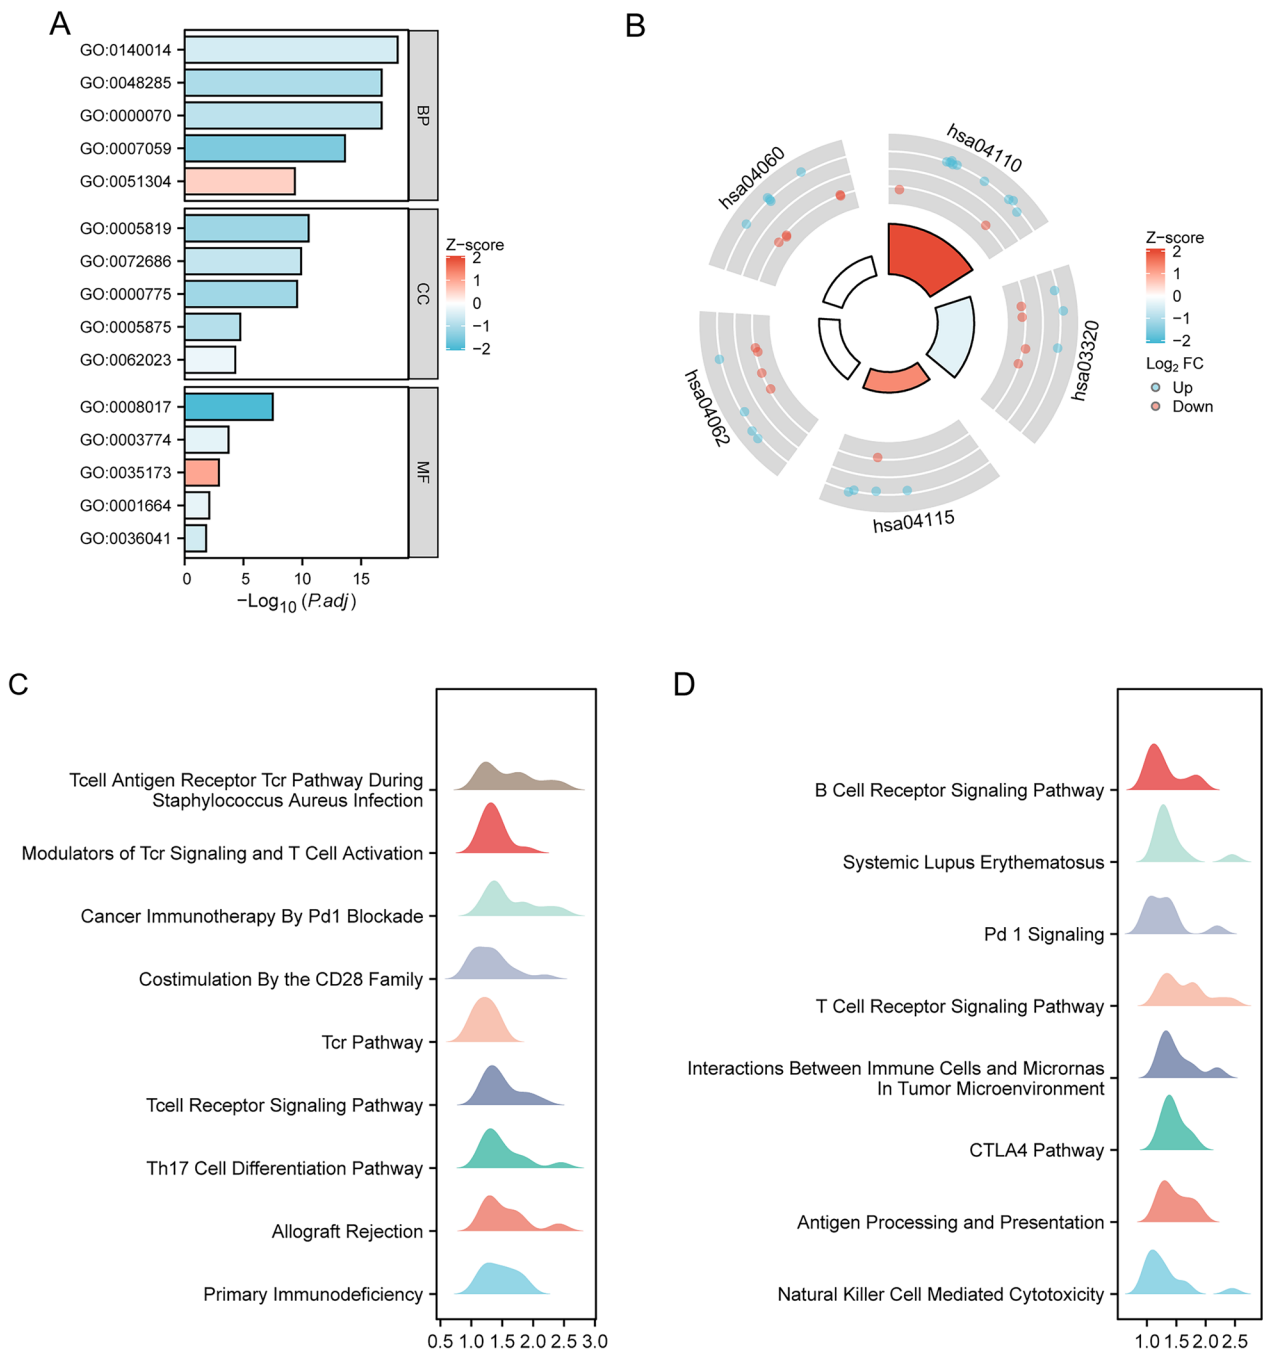 A
GO:0140014
GO:0048285
GO:0000070
GO:0007059
GO:0051304
BP
GO:0005819
GO:0072686
GO:0000775
GO:0005875
GO:0062023
CC
GO:0008017
GO:0003774
GO:0035173
GO:0001664
GO:0036041
MF
0 5 10 15
−Log10 (P.adj)
Z−score
2
1
0
−1
−2
B
hsa04060
hsa04110
hsa03320
hsa04115
hsa04062
Z−score
2
1
0
−1
−2
Log2 FC
Up
Down
C
Tcell Antigen Receptor Tcr Pathway During
Staphylococcus Aureus Infection
Modulators of Tcr Signaling and T Cell Activation
Cancer Immunotherapy By Pd1 Blockade
Costimulation By the CD28 Family
Tcr Pathway
Tcell Receptor Signaling Pathway
Th17 Cell Differentiation Pathway
Allograft Rejection
Primary Immunodeficiency
0.5 1.0 1.5 2.0 2.5 3.0
D
B Cell Receptor Signaling Pathway
Systemic Lupus Erythematosus
Pd 1 Signaling
T Cell Receptor Signaling Pathway
Interactions Between Immune Cells and Micrornas
In Tumor Microenvironment
CTLA4 Pathway
Antigen Processing and Presentation
Natural Killer Cell Mediated Cytotoxicity
1.0 1.5 2.0 2.5